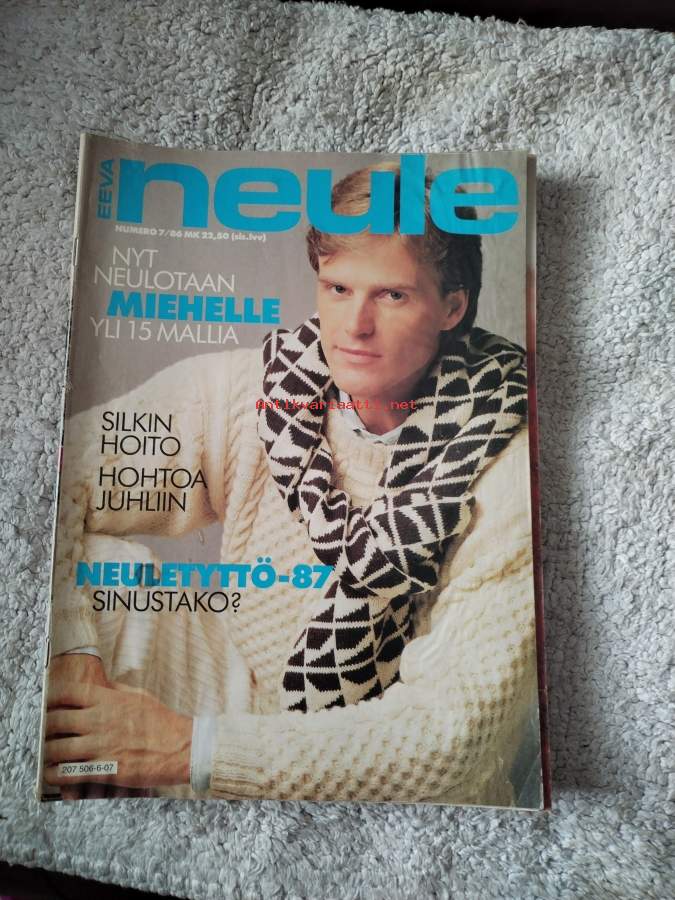 EEVA
neule
NUMERO 7/86 MK 22,50 (sis.lvv)
NYT
NEULOTAAN
MIEHELLE
YLI 15 MALLIA
Antikvariaatti.net
SILKIN
HOITO
HOHTOA
JUHLIIN
NEULETYTTÖ-87
SINUSTAKO?
207 506-6-07